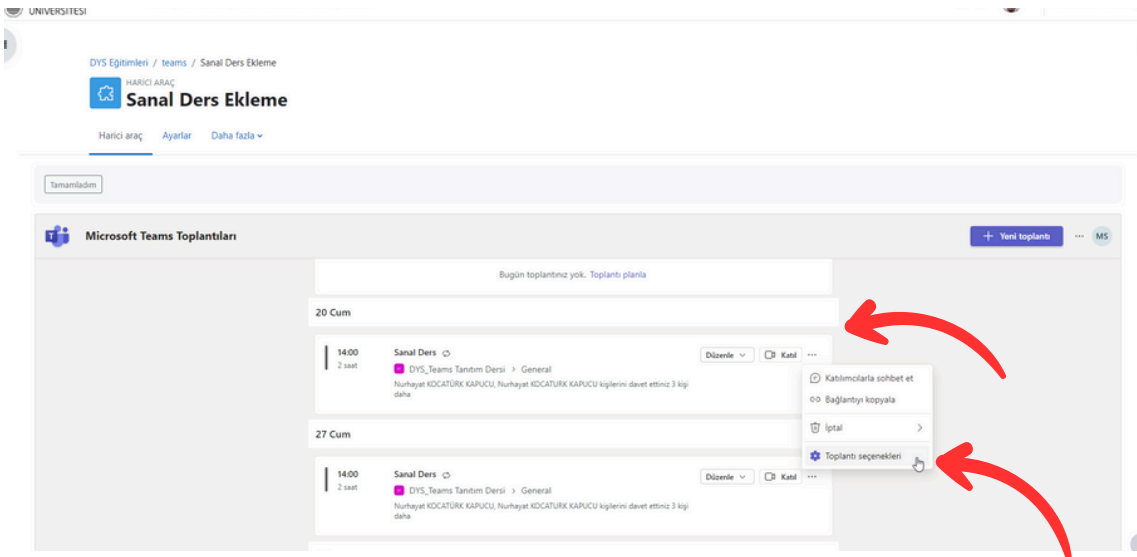 UNIVERSITESI
DYS Eğitimleri / teams / Sanal Ders Ekleme
HARİCİ ARAÇ
Sanal Ders Ekleme
Harici araç Ayarlar Daha fazla
Tamamladım
Microsoft Teams Toplantıları
+ Yeni toplantı ... MS
Bugün toplantınız yok. Toplantı planla
20 Cum
14:00 Sanal Ders Düzenle Katıl ...
2 saat DYS_Teams Tanıtım Dersi > General
Nurhayat KOCATÜRK KAPUCU, Nurhayat KOCATURK KAPUCU kişilerini davet ettiniz 3 kişi
daha
Katılımcılarla sohbet et
Bağlantıyı kopyala
İptal >
Toplantı seçenekleri
27 Cum
14:00 Sanal Ders Düzenle Katıl ...
2 saat DYS_Teams Tanıtım Dersi > General
Nurhayat KOCATÜRK KAPUCU, Nurhayat KOCATURK KAPUCU kişilerini davet ettiniz 3 kişi
daha